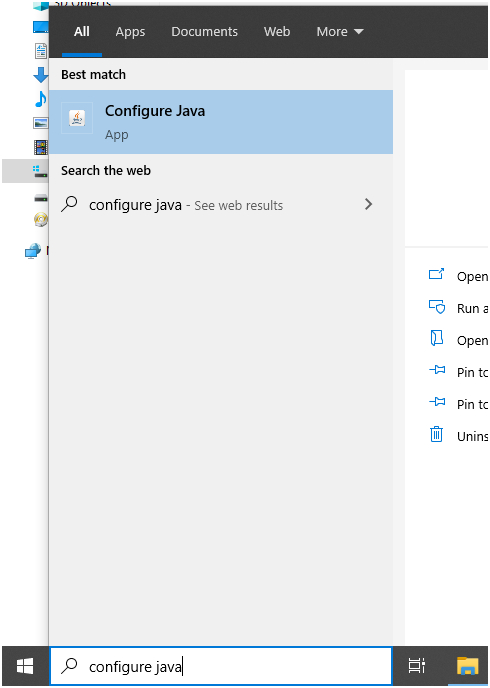 3D Objects
All Apps Documents Web More
Best match
Configure Java
App
Search the web
configure java - See web results
Open
Run a
Open
Pin to
Pin to
Unins
configure java